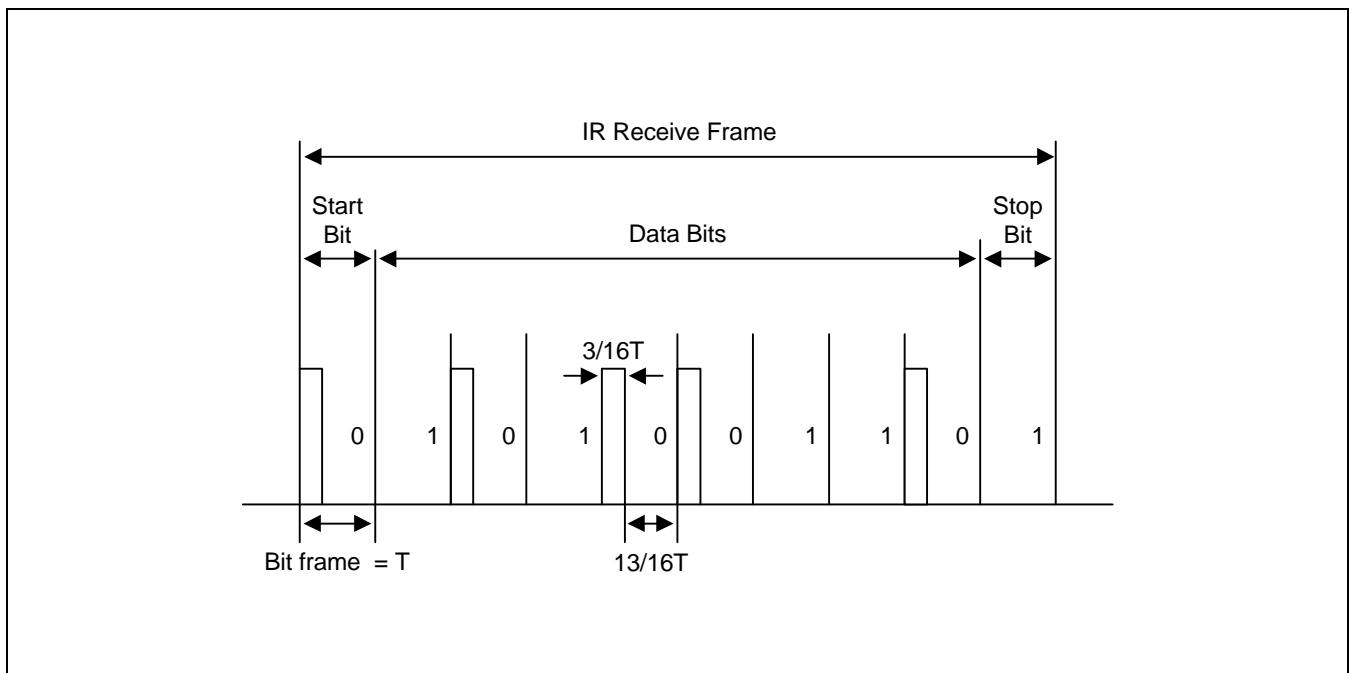 IR Receive Frame
Start
Bit
Data Bits
Stop
Bit
3/16T
0 1 0 1 0 0 1 1 0 1
Bit frame = T
13/16T